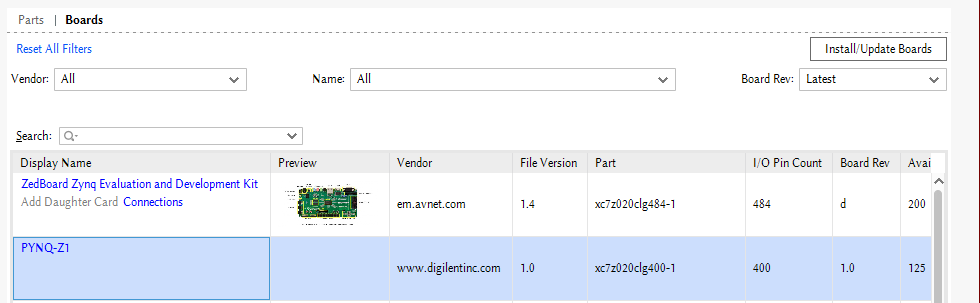 Parts | Boards
Reset All Filters
Install/Update Boards
Vendor: All
Name: All
Board Rev: Latest
Search:
Display Name Preview Vendor File Version Part I/O Pin Count Board Rev Avai
ZedBoard Zynq Evaluation and Development Kit
Add Daughter Card Connections
em.avnet.com 1.4 xc7z020clg484-1 484 d 200
PYNQ-Z1
www.digilentinc.com 1.0 xc7z020clg400-1 400 1.0 125